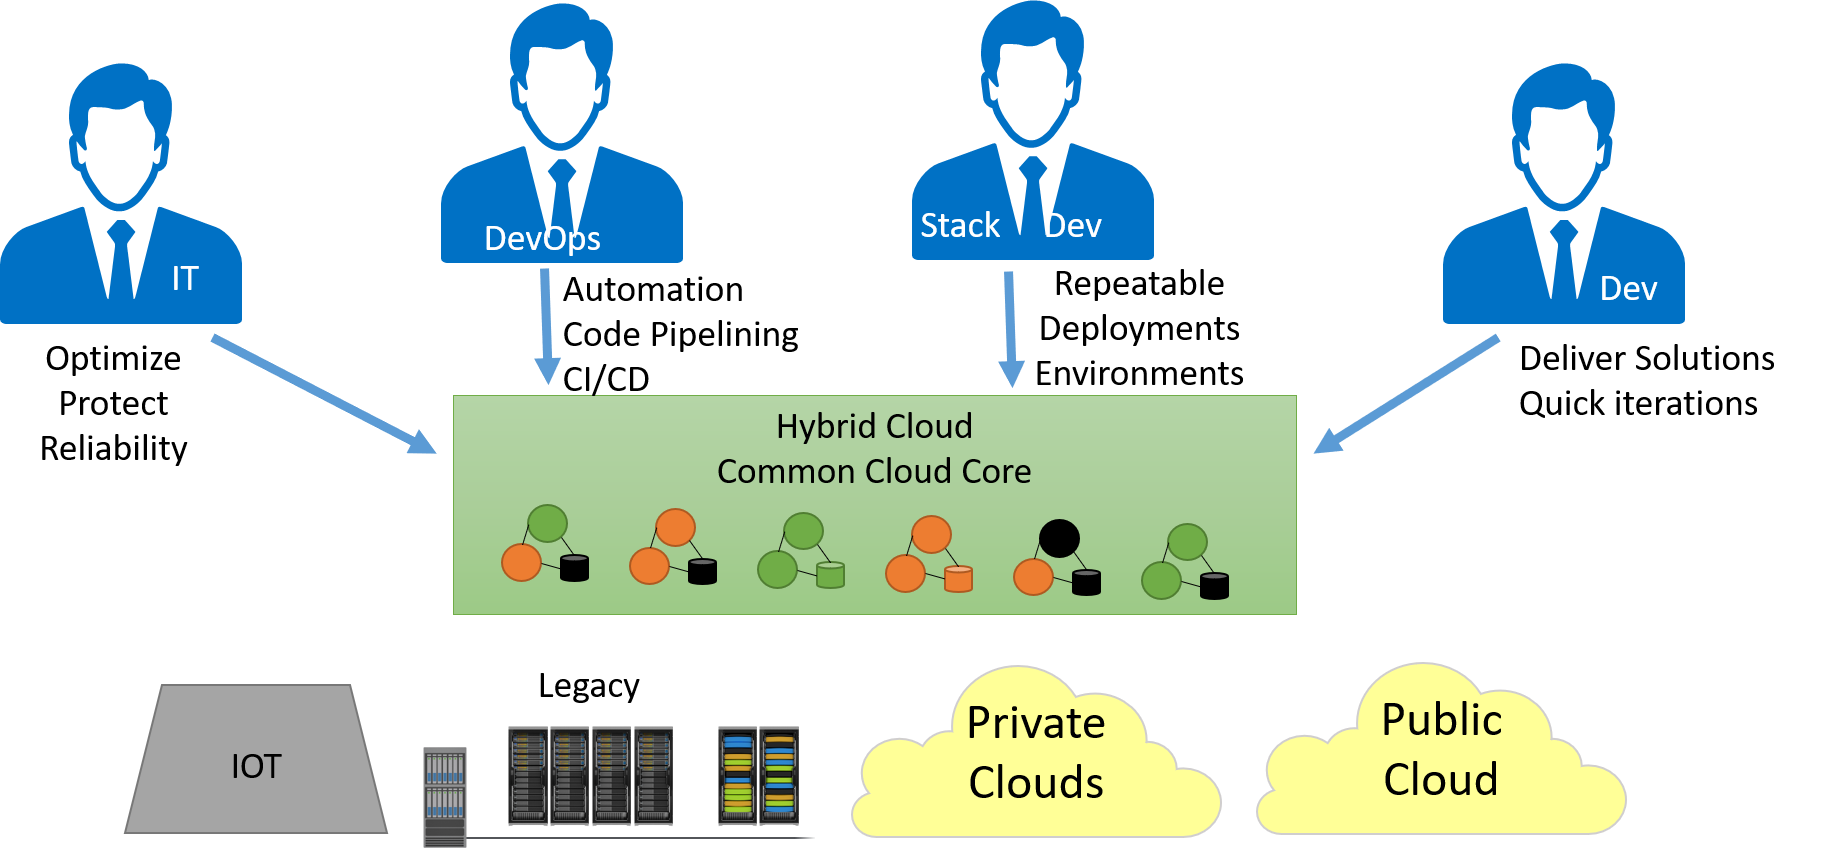 IT
DevOps
Stack Dev
Dev
Optimize
Protect
Reliability
Automation
Code Pipelining
CI/CD
Repeatable
Deployments
Environments
Deliver Solutions
Quick iterations
Hybrid Cloud
Common Cloud Core
IOT
Legacy
Private
Clouds
Public
Cloud